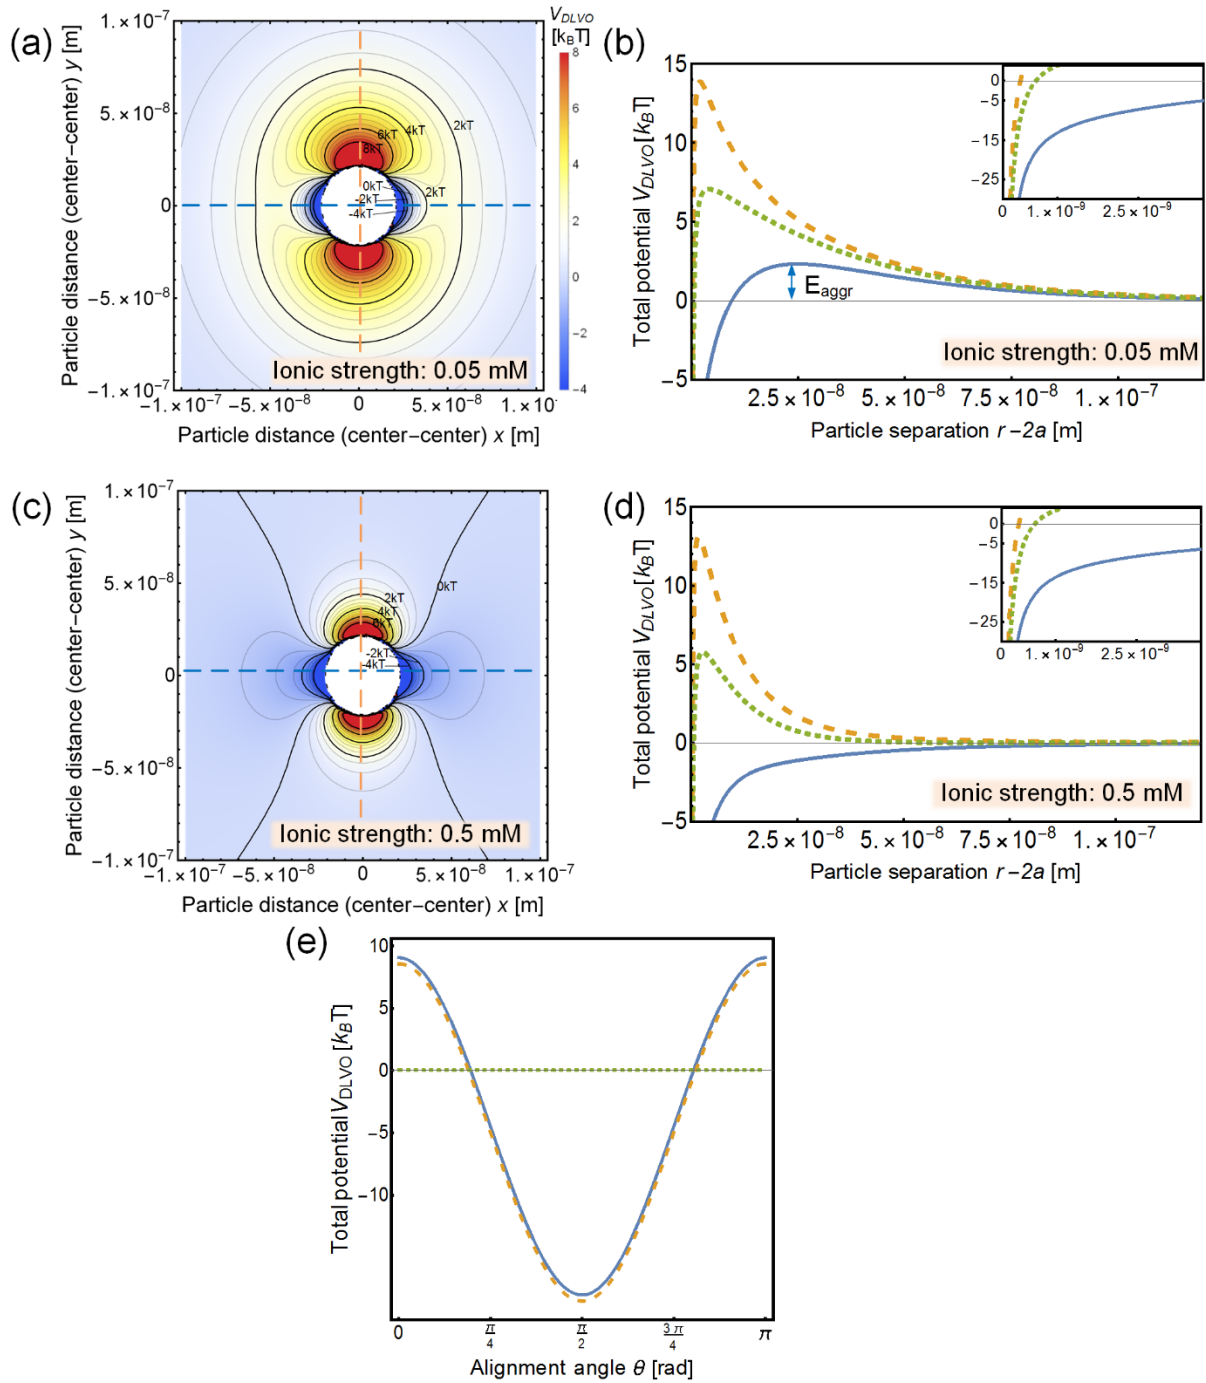 (a)
V_DLVO
[k_BT]
Particle distance (center-center) y [m]
1.×10⁻⁷
5.×10⁻⁸
0
−5.×10⁻⁸
−1.×10⁻⁷
6kT
4kT
2kT
8kT
0kT
2kT
-2kT
-4kT
8
6
4
2
0
−2
−4
Ionic strength: 0.05 mM
−1.×10⁻⁷ −5.×10⁻⁸ 0 5.×10⁻⁸ 1.×10⁻
Particle distance (center-center) x [m]
(b)
Total potential V_DLVO [k_BT]
15
10
5
0
−5
0
−5
−15
−25
0 1.×10⁻⁹ 2.5×10⁻⁹
E_aggr
Ionic strength: 0.05 mM
2.5×10⁻⁸ 5.×10⁻⁸ 7.5×10⁻⁸ 1.×10⁻⁷
Particle separation r−2a [m]
(c)
Particle distance (center-center) y [m]
1.×10⁻⁷
5.×10⁻⁸
0
−5.×10⁻⁸
−1.×10⁻⁷
0kT
2kT
4kT
6kT
-2kT
-4kT
Ionic strength: 0.5 mM
−1.×10⁻⁷ −5.×10⁻⁸ 0 5.×10⁻⁸ 1.×10⁻⁷
Particle distance (center-center) x [m]
(d)
Total potential V_DLVO [k_BT]
15
10
5
0
−5
0
−5
−15
−25
0 1.×10⁻⁹ 2.5×10⁻⁹
Ionic strength: 0.5 mM
2.5×10⁻⁸ 5.×10⁻⁸ 7.5×10⁻⁸ 1.×10⁻⁷
Particle separation r−2a [m]
(e)
Total potential V_DLVO [k_BT]
10
5
0
−5
−10
0 π/4 π/2 3π/4 π
Alignment angle θ [rad]